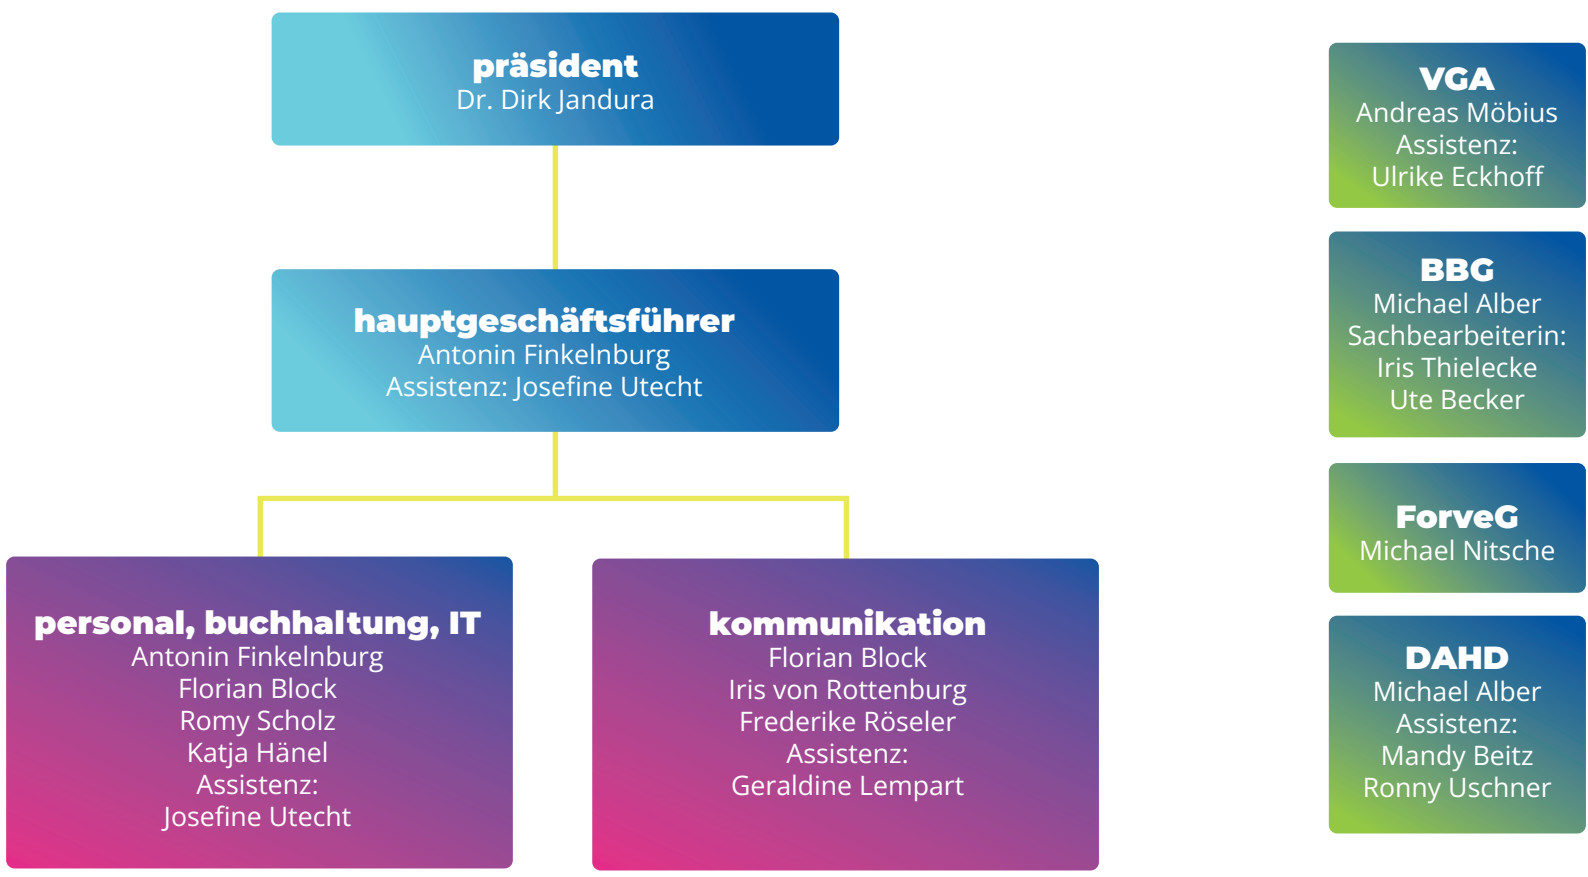 präsident
Dr. Dirk Jandura
hauptgeschäftsführer
Antonin Finkelnburg
Assistenz: Josefine Utecht
personal, buchhaltung, IT
Antonin Finkelnburg
Florian Block
Romy Scholz
Katja Hänel
Assistenz:
Josefine Utecht
kommunikation
Florian Block
Iris von Rottenburg
Frederike Röseler
Assistenz:
Geraldine Lempart
VGA
Andreas Möbius
Assistenz:
Ulrike Eckhoff
BBG
Michael Alber
Sachbearbeiterin:
Iris Thielecke
Ute Becker
ForveG
Michael Nitsche
DAHD
Michael Alber
Assistenz:
Mandy Beitz
Ronny Uschner